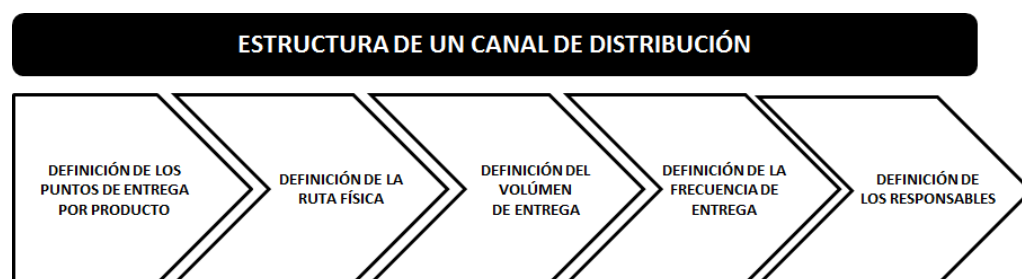 ESTRUCTURA DE UN CANAL DE DISTRIBUCIÓN
DEFINICIÓN DE LOS
PUNTOS DE ENTREGA
POR PRODUCTO
DEFINICIÓN DE LA
RUTA FÍSICA
DEFINICIÓN DEL
VOLÚMEN
DE ENTREGA
DEFINICIÓN DE LA
FRECUENCIA DE
ENTREGA
DEFINICIÓN DE
LOS RESPONSABLES